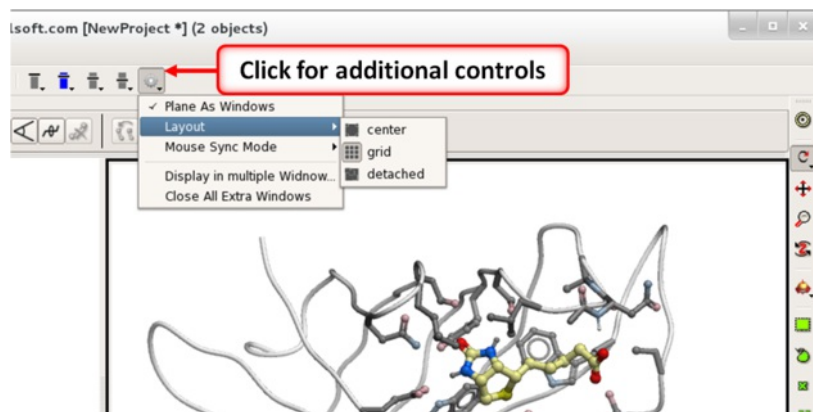 lsoft.com [NewProject *] (2 objects)
Click for additional controls
Plane As Windows
Layout
Mouse Sync Mode
Display in multiple Widnow...
Close All Extra Windows
center
grid
detached